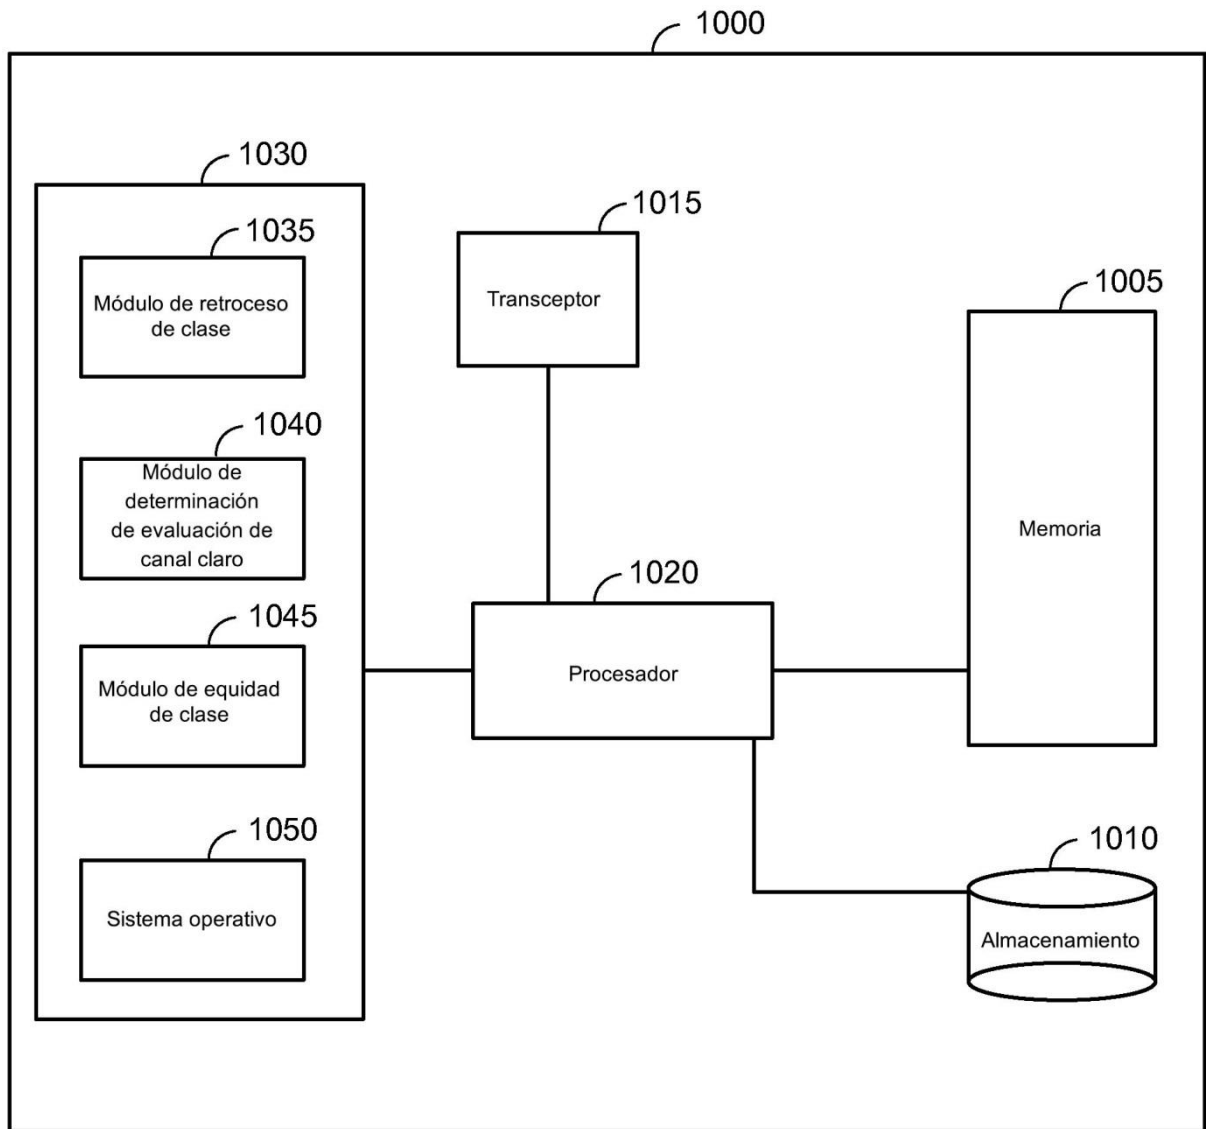 1000
1030
1035
Módulo de retroceso
de clase
1040
Módulo de
determinación
de evaluación de
canal claro
1045
Módulo de equidad
de clase
1050
Sistema operativo
1015
Transceptor
1020
Procesador
1005
Memoria
1010
Almacenamiento